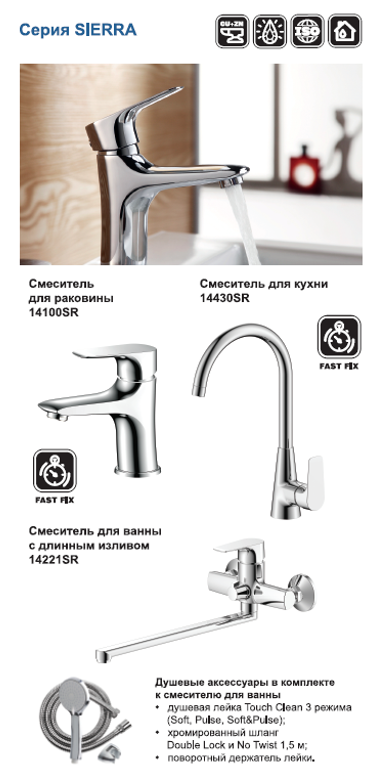 Серия SIERRA
CU+ZN
ISO
Смеситель
для раковины
14100SR
Смеситель для кухни
14430SR
FAST FIX
FAST FIX
Смеситель для ванны
с длинным изливом
14221SR
Душевые аксессуары в комплекте
к смесителю для ванны
• душевая лейка Touch Clean 3 режима
(Soft, Pulse, Soft&Pulse);
• хромированный шланг
Double Lock и No Twist 1,5 м;
• поворотный держатель лейки.